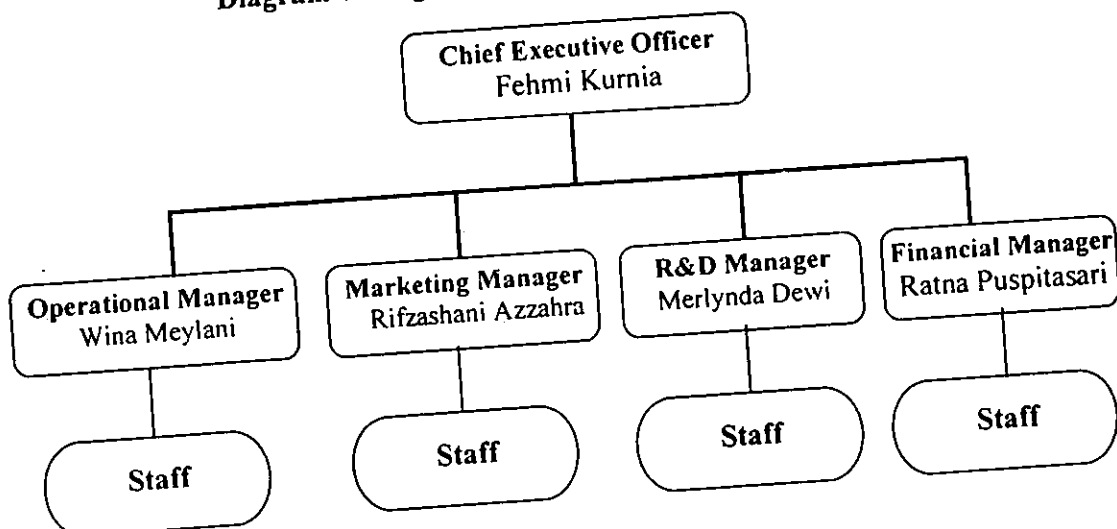 Diagram
Chief Executive Officer
Fehmi Kurnia
Operational Manager
Wina Meylani
Marketing Manager
Rifzashani Azzahra
R&D Manager
Merlynda Dewi
Financial Manager
Ratna Puspitasari
Staff
Staff
Staff
Staff